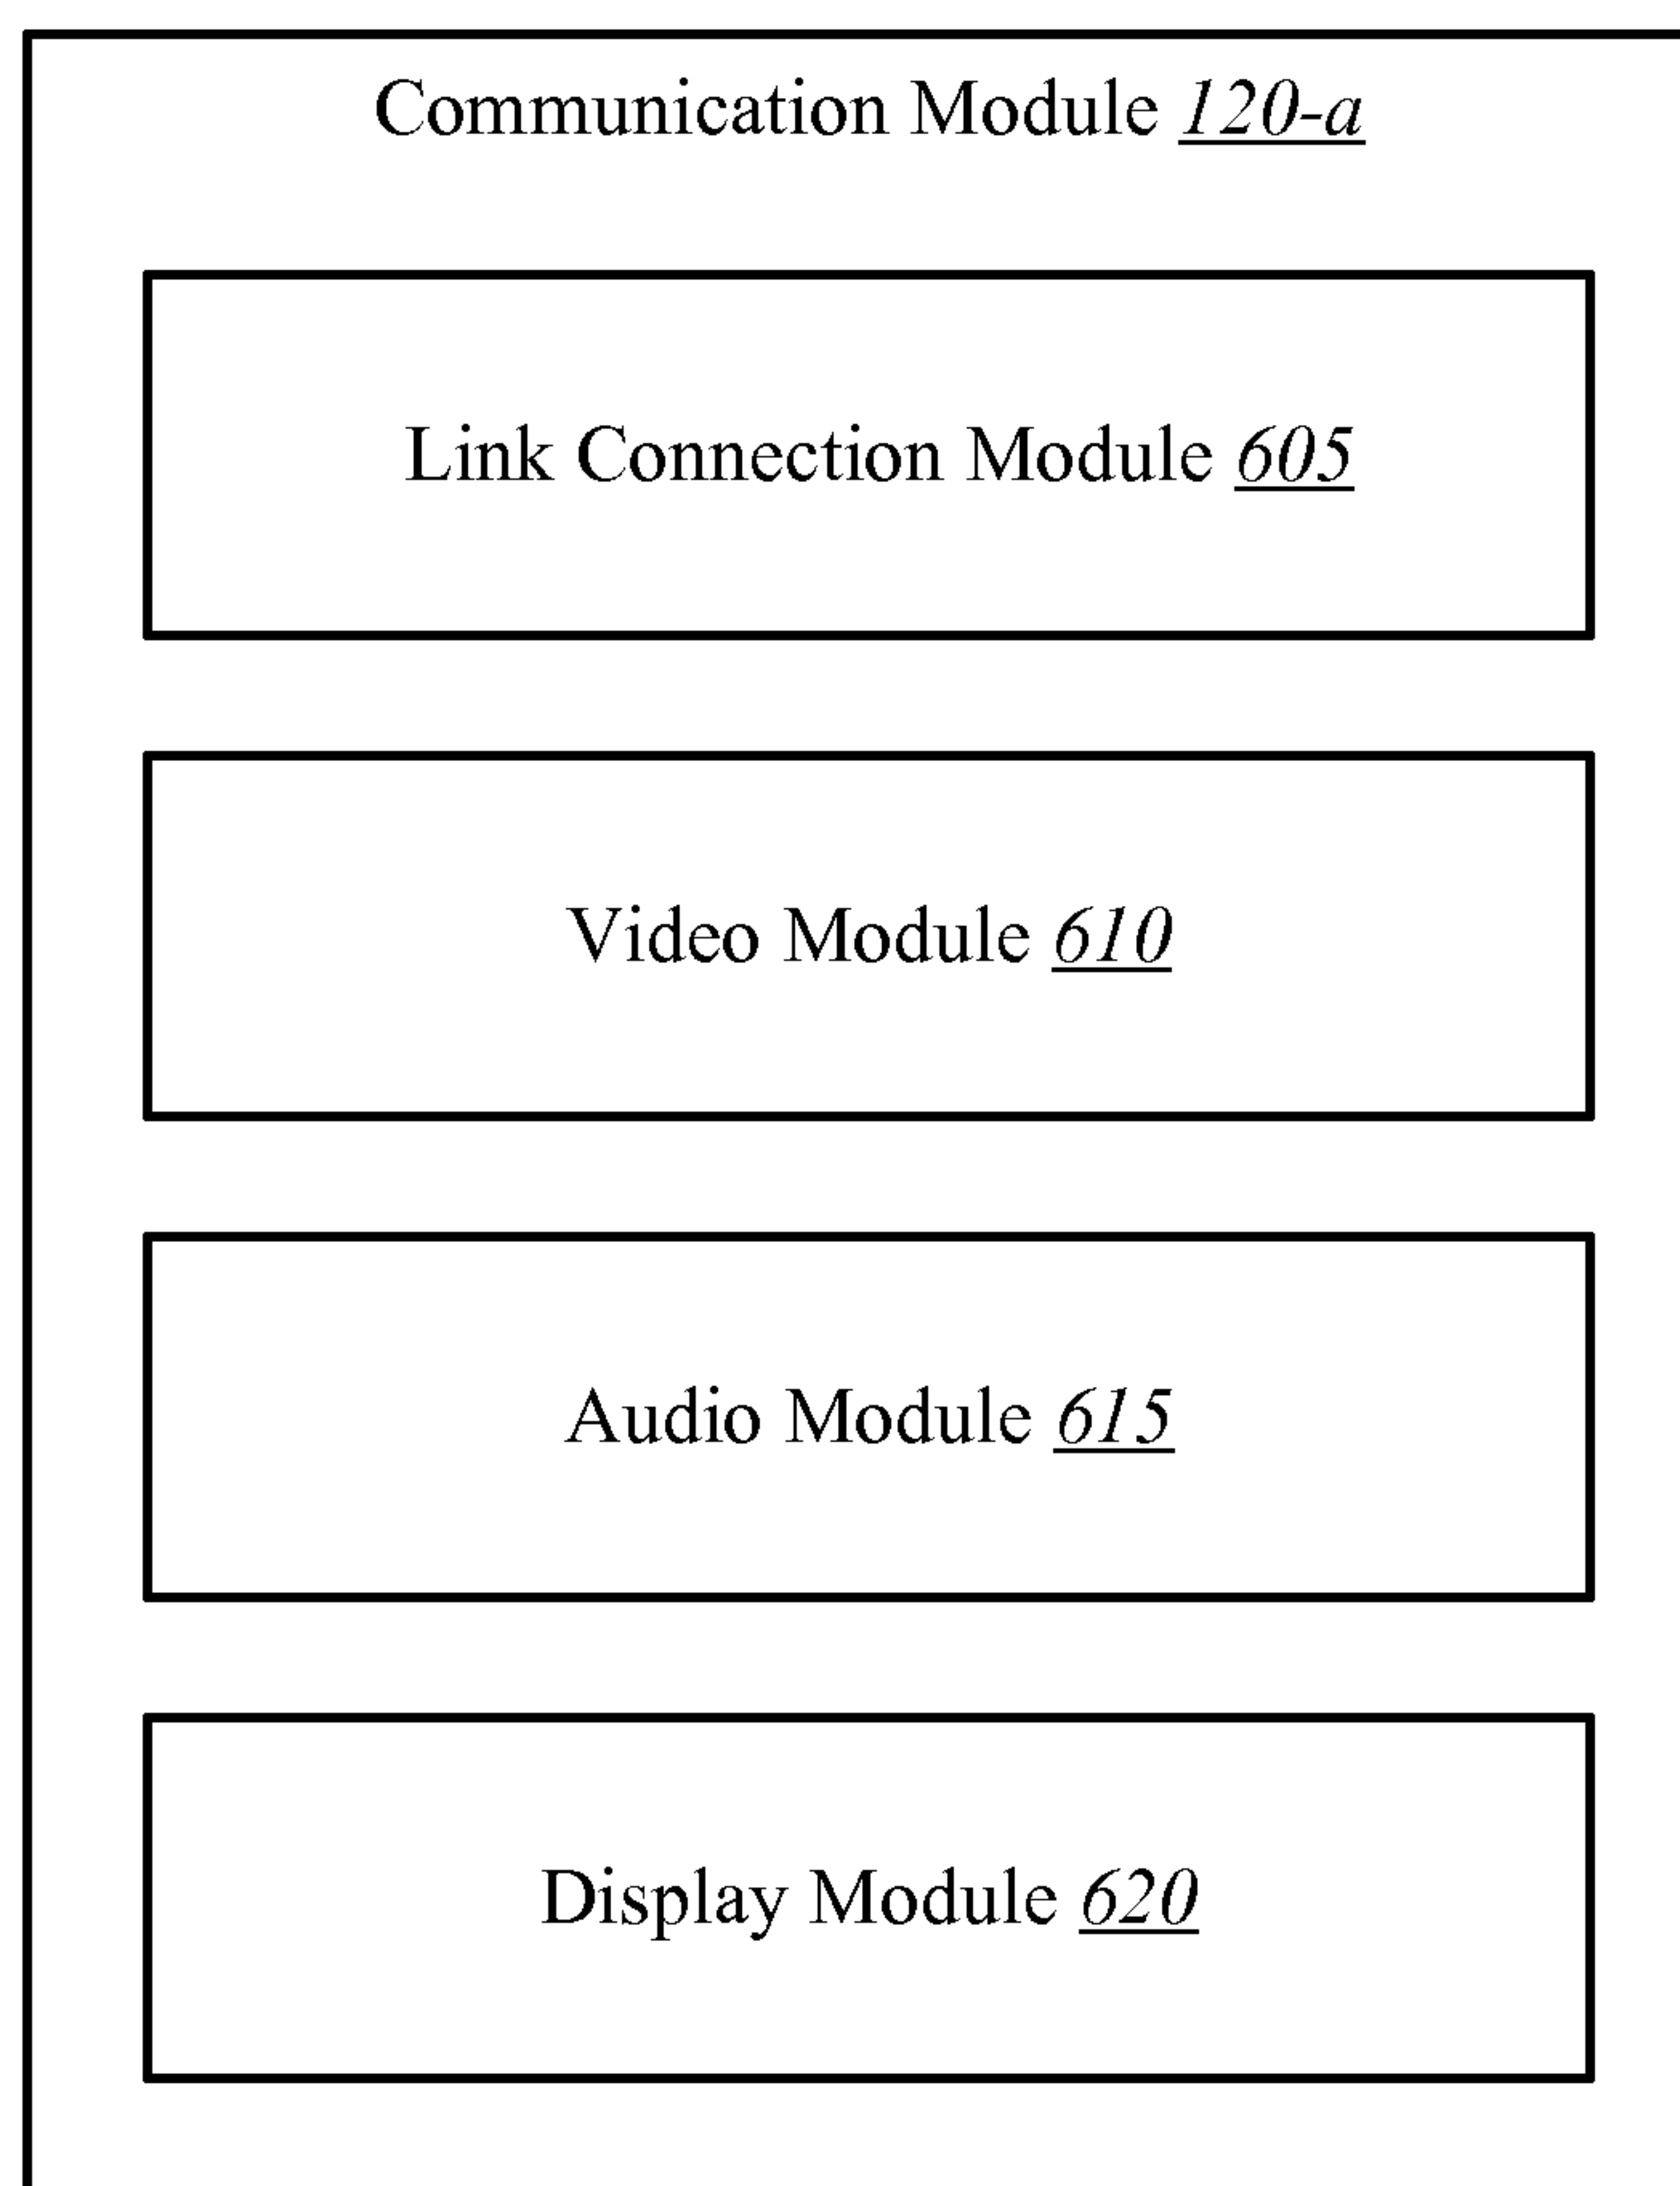 Communication Module 120-a
Link Connection Module 605
Video Module 610
Audio Module 615
Display Module 620